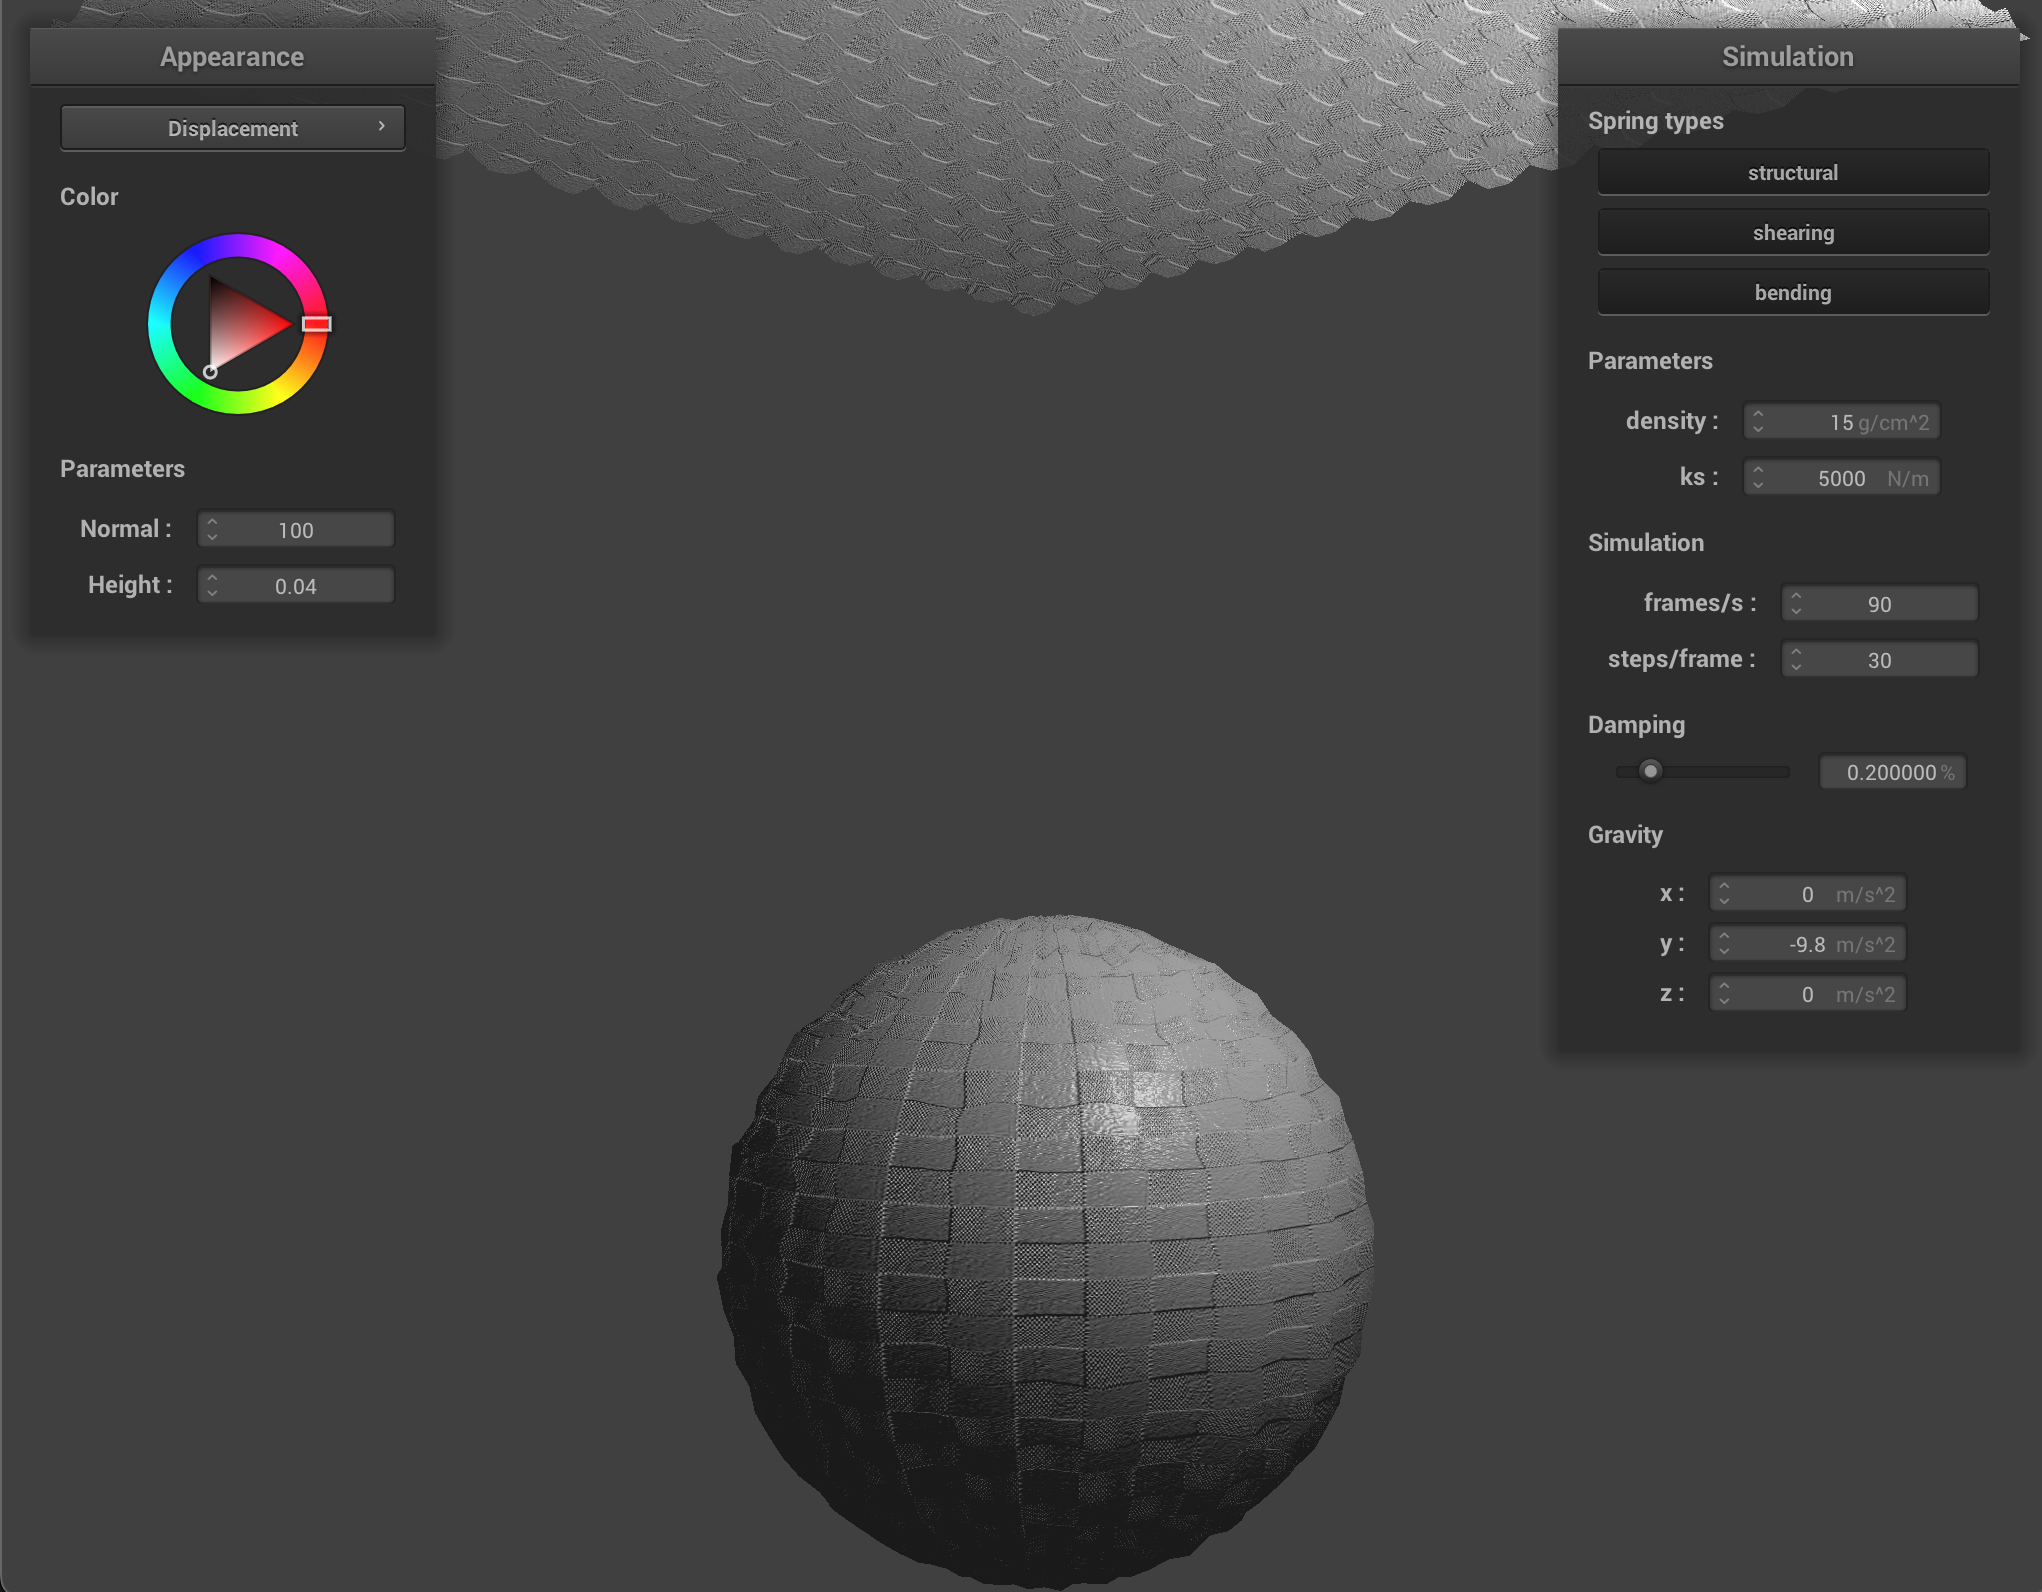 Appearance
Displacement
Color
Parameters
Normal : 100
Height : 0.04
Simulation
Spring types
structural
shearing
bending
Parameters
density : 15 g/cm^2
ks : 5000 N/m
Simulation
frames/s : 90
steps/frame : 30
Damping
0.200000 %
Gravity
x : 0 m/s^2
y : -9.8 m/s^2
z : 0 m/s^2